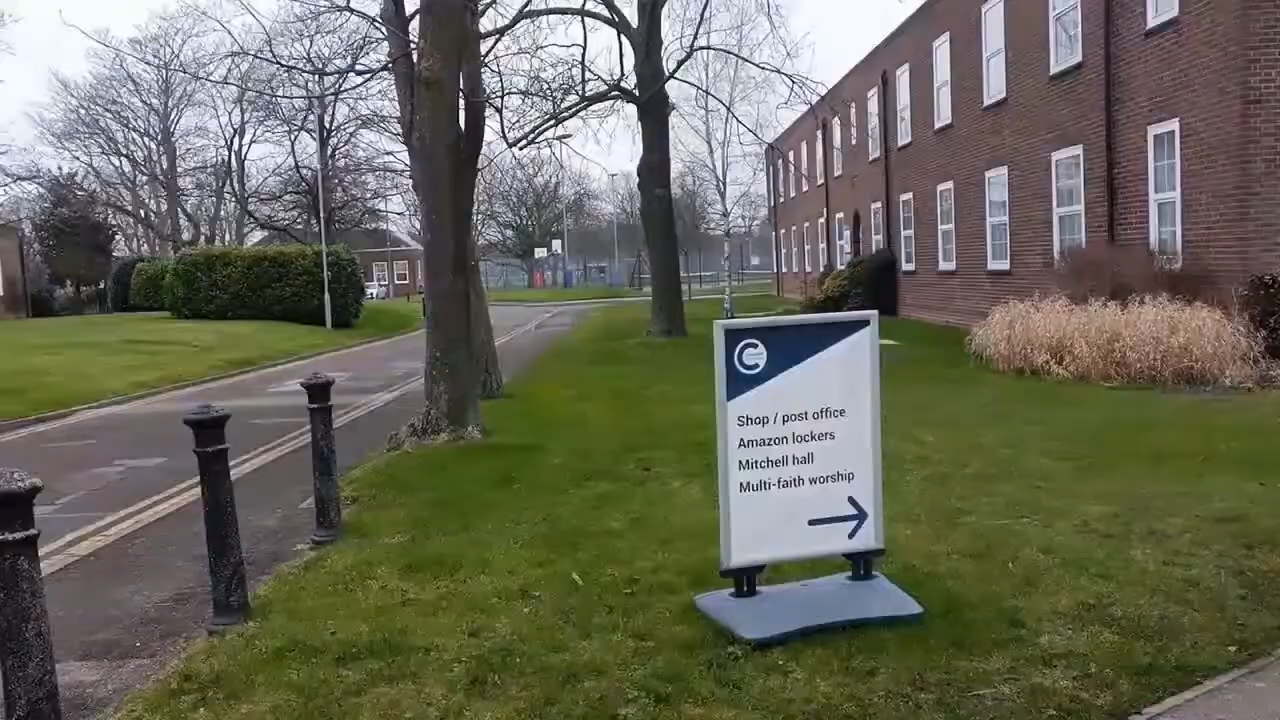 Shop / post office
Amazon lockers
Mitchell hall
Multi-faith worship